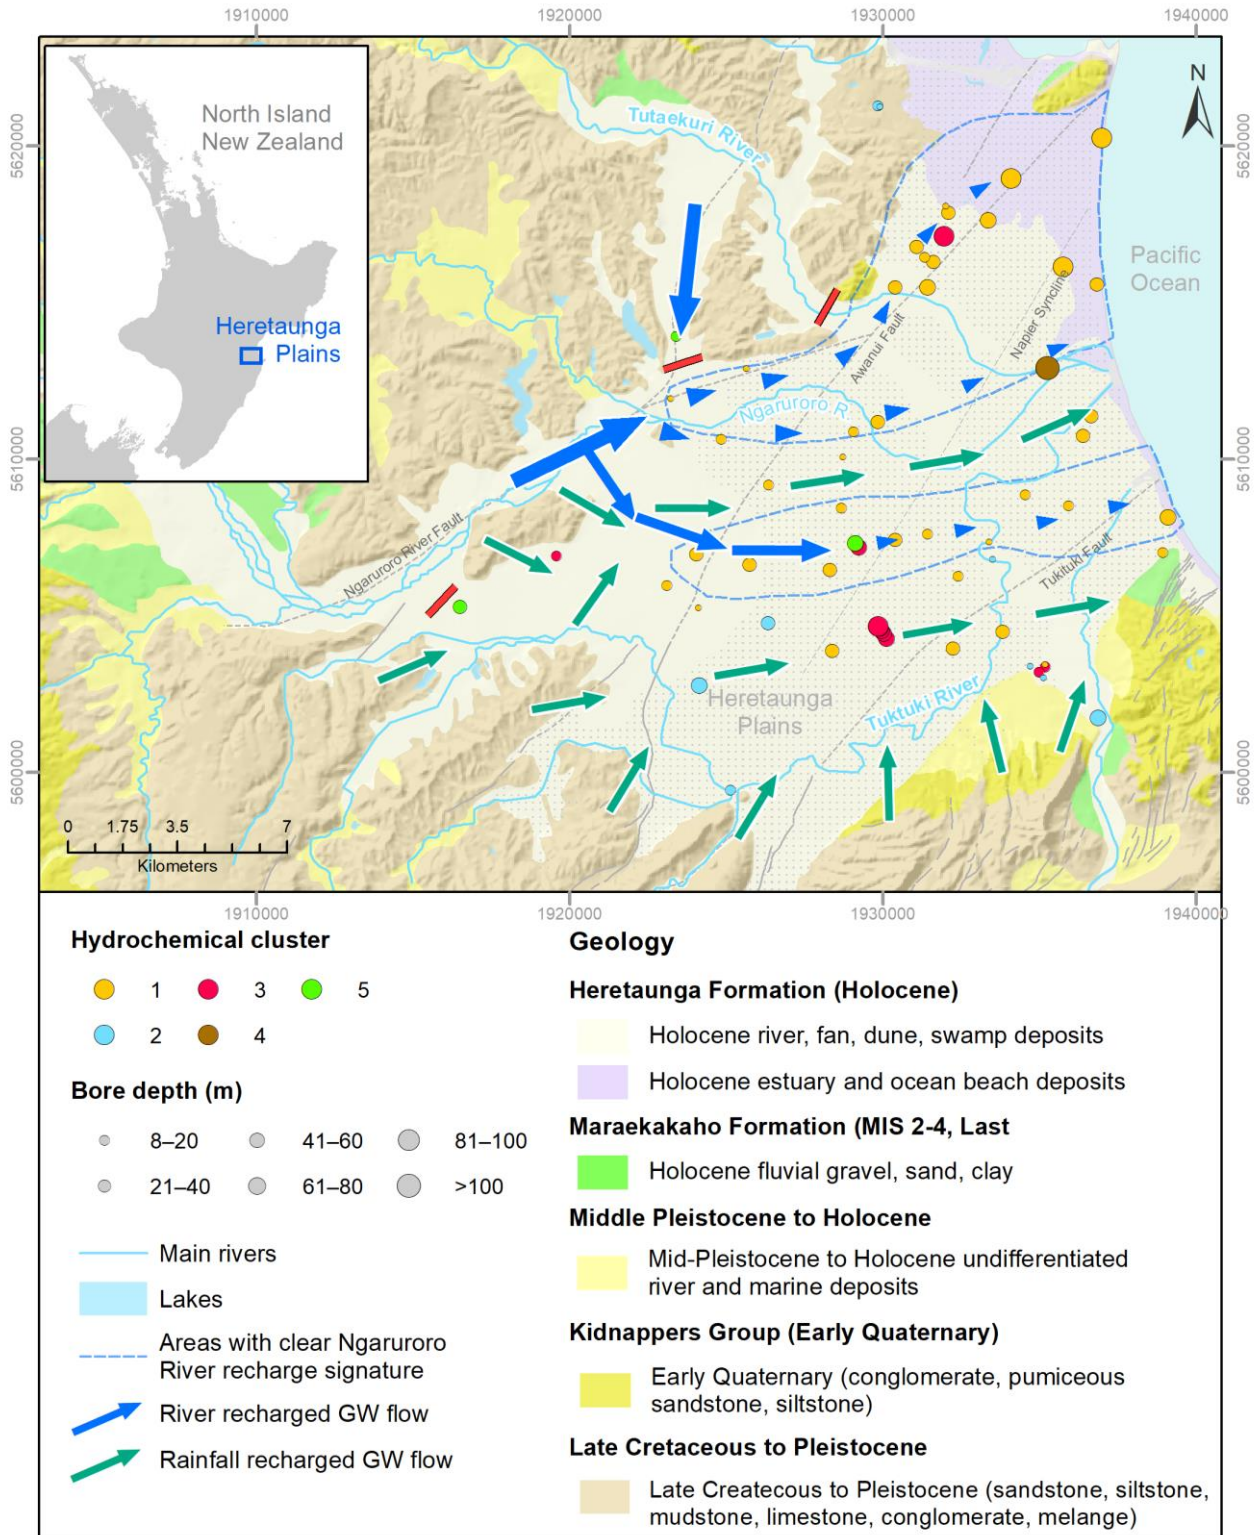 1910000
1920000
1930000
1940000
5620000
5610000
5600000
5620000
5610000
5600000
North Island
New Zealand
Heretaunga
Plains
N
Tutaekuri River
Pacific
Ocean
Napier Syncline
Awanui Fault
Ngaruroro R.
Ngaruroro River Fault
Tukituki Fault
Heretaunga
Plains
Tuktuki River
0 1.75 3.5 7
Kilometers
1910000
1920000
1930000
1940000
Hydrochemical cluster
1 3 5
2 4
Bore depth (m)
8–20 41–60 81–100
21–40 61–80 >100
Main rivers
Lakes
Areas with clear Ngaruroro
River recharge signature
River recharged GW flow
Rainfall recharged GW flow
Geology
Heretaunga Formation (Holocene)
Holocene river, fan, dune, swamp deposits
Holocene estuary and ocean beach deposits
Maraekakaho Formation (MIS 2-4, Last
Holocene fluvial gravel, sand, clay
Middle Pleistocene to Holocene
Mid-Pleistocene to Holocene undifferentiated
river and marine deposits
Kidnappers Group (Early Quaternary)
Early Quaternary (conglomerate, pumiceous
sandstone, siltstone)
Late Cretaceous to Pleistocene
Late Createcous to Pleistocene (sandstone, siltstone,
mudstone, limestone, conglomerate, melange)